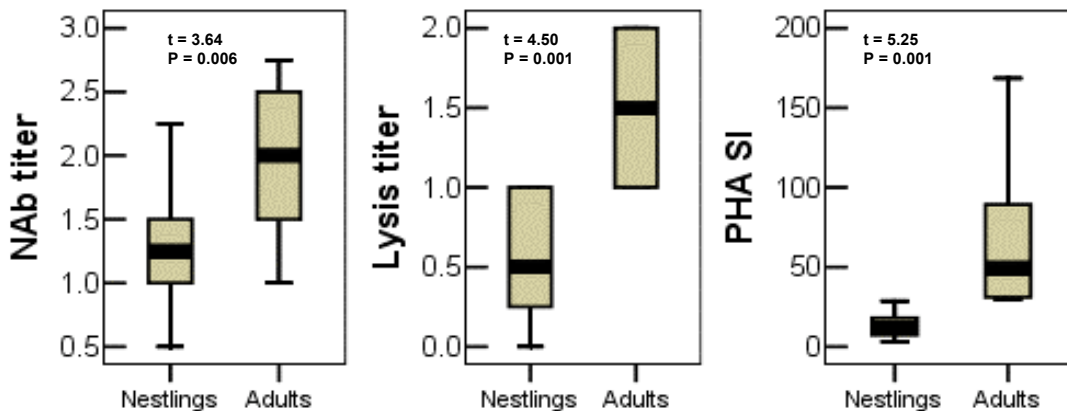 NAb titer
3.0
2.5
2.0
1.5
1.0
0.5
t = 3.64
P = 0.006
Nestlings Adults
Lysis titer
2.0
1.5
1.0
0.5
0.0
t = 4.50
P = 0.001
Nestlings Adults
PHA SI
200
150
100
50
0
t = 5.25
P = 0.001
Nestlings Adults